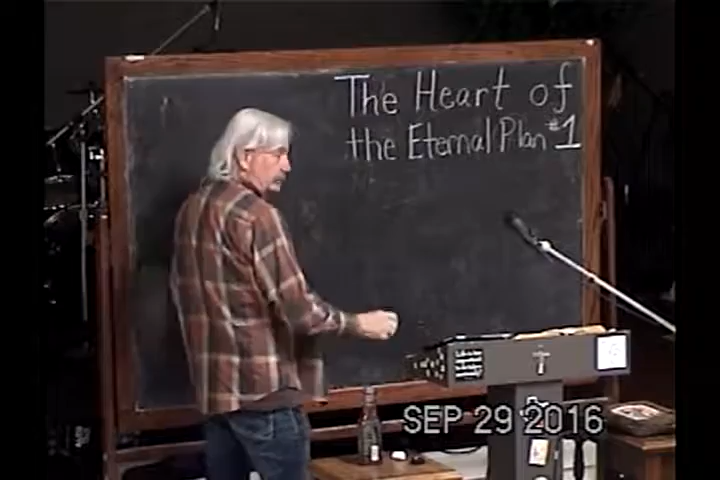 The Heart of
the Eternal Plan #1
SEP 29 2016